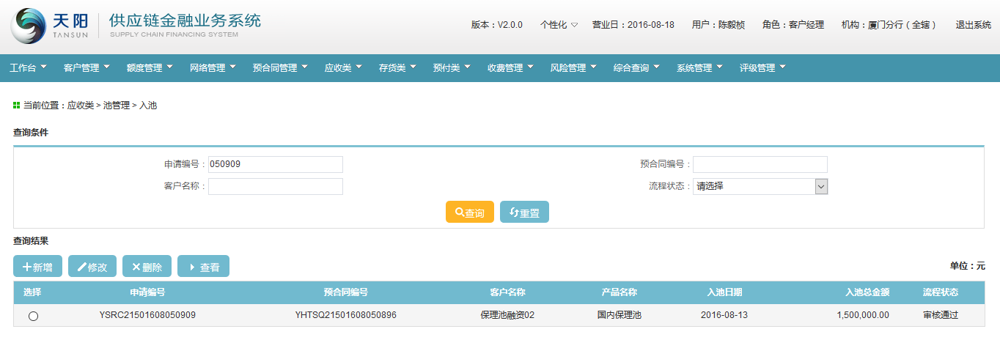 天阳 供应链金融业务系统
TANSUN SUPPLY CHAIN FINANCING SYSTEM
版本：V2.0.0 个性化 营业日：2016-08-18 用户：陈毅桢 角色：客户经理 机构：厦门分行（全辖） 退出系统
工作台 客户管理 额度管理 网络管理 预合同管理 应收类 存货类 预付类 收费管理 风险管理 综合查询 系统管理 评级管理
当前位置：应收类 > 池管理 > 入池
查询条件
申请编号：050909 预合同编号：
客户名称： 流程状态：请选择
查询 重置
查询结果
新增 修改 删除 查看 单位：元
选择 申请编号 预合同编号 客户名称 产品名称 入池日期 入池总金额 流程状态
YSRC21501608050909 YHTSQ21501608050896 保理池融资02 国内保理池 2016-08-13 1,500,000.00 审核通过